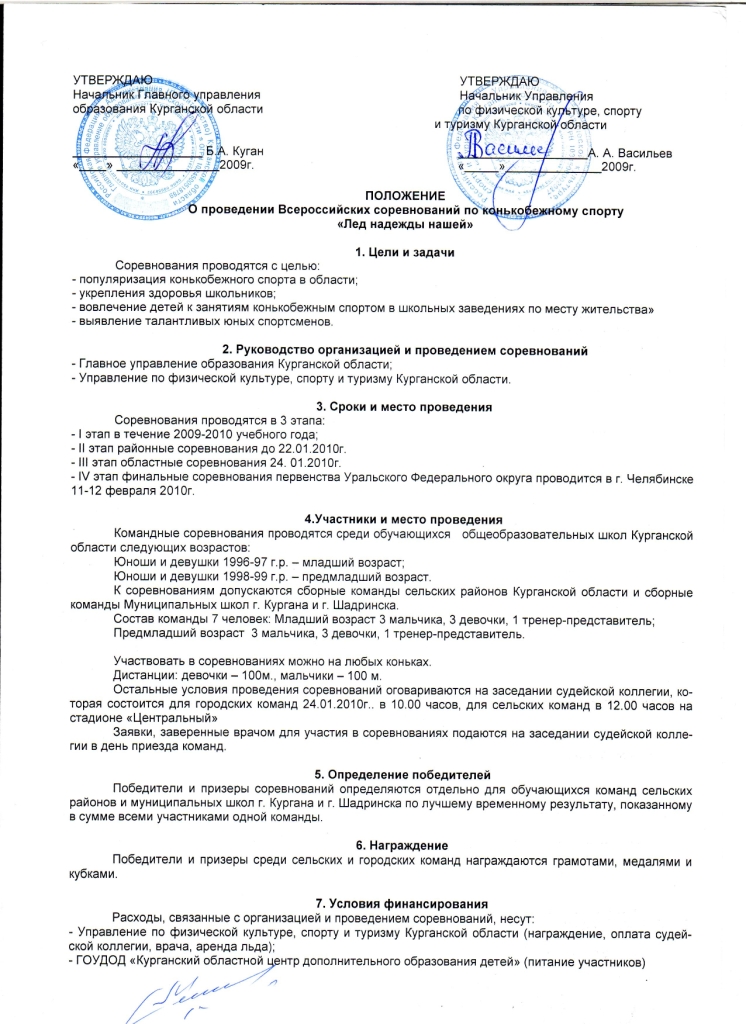 УТВЕРЖДАЮ
Начальник Главного управления
образования Курганской области
___________________ Б.А. Куган
«____» ________________2009г.
УТВЕРЖДАЮ
Начальник Управления
по физической культуре, спорту
и туризму Курганской области
___________________А. А. Васильев
«_____» ________________2009г.
ПОЛОЖЕНИЕ
О проведении Всероссийских соревнований по конькобежному спорту
«Лед надежды нашей»
1. Цели и задачи
Соревнования проводятся с целью:
- популяризация конькобежного спорта в области;
- укрепления здоровья школьников;
- вовлечение детей к занятиям конькобежным спортом в школьных заведениях по месту жительства»
- выявление талантливых юных спортсменов.
2. Руководство организацией и проведением соревнований
- Главное управление образования Курганской области;
- Управление по физической культуре, спорту и туризму Курганской области.
3. Сроки и место проведения
Соревнования проводятся в 3 этапа:
- I этап в течение 2009-2010 учебного года;
- II этап районные соревнования до 22.01.2010г.
- III этап областные соревнования 24. 01.2010г.
- IV этап финальные соревнования первенства Уральского Федерального округа проводится в г. Челябинске
11-12 февраля 2010г.
4.Участники и место проведения
Командные соревнования проводятся среди обучающихся общеобразовательных школ Курганской
области следующих возрастов:
Юноши и девушки 1996-97 г.р. – младший возраст;
Юноши и девушки 1998-99 г.р. – предмладший возраст.
К соревнованиям допускаются сборные команды сельских районов Курганской области и сборные
команды Муниципальных школ г. Кургана и г. Шадринска.
Состав команды 7 человек: Младший возраст 3 мальчика, 3 девочки, 1 тренер-представитель;
Предмладший возраст 3 мальчика, 3 девочки, 1 тренер-представитель.
Участвовать в соревнованиях можно на любых коньках.
Дистанции: девочки – 100м., мальчики – 100 м.
Остальные условия проведения соревнований оговариваются на заседании судейской коллегии, ко-
торая состоится для городских команд 24.01.2010г.. в 10.00 часов, для сельских команд в 12.00 часов на
стадионе «Центральный»
Заявки, заверенные врачом для участия в соревнованиях подаются на заседании судейской колле-
гии в день приезда команд.
5. Определение победителей
Победители и призеры соревнований определяются отдельно для обучающихся команд сельских
районов и муниципальных школ г. Кургана и г. Шадринска по лучшему временному результату, показанному
в сумме всеми участниками одной команды.
6. Награждение
Победители и призеры среди сельских и городских команд награждаются грамотами, медалями и
кубками.
7. Условия финансирования
Расходы, связанные с организацией и проведением соревнований, несут:
- Управление по физической культуре, спорту и туризму Курганской области (награждение, оплата судей-
ской коллегии, врача, аренда льда);
- ГОУДОД «Курганский областной центр дополнительного образования детей» (питание участников)